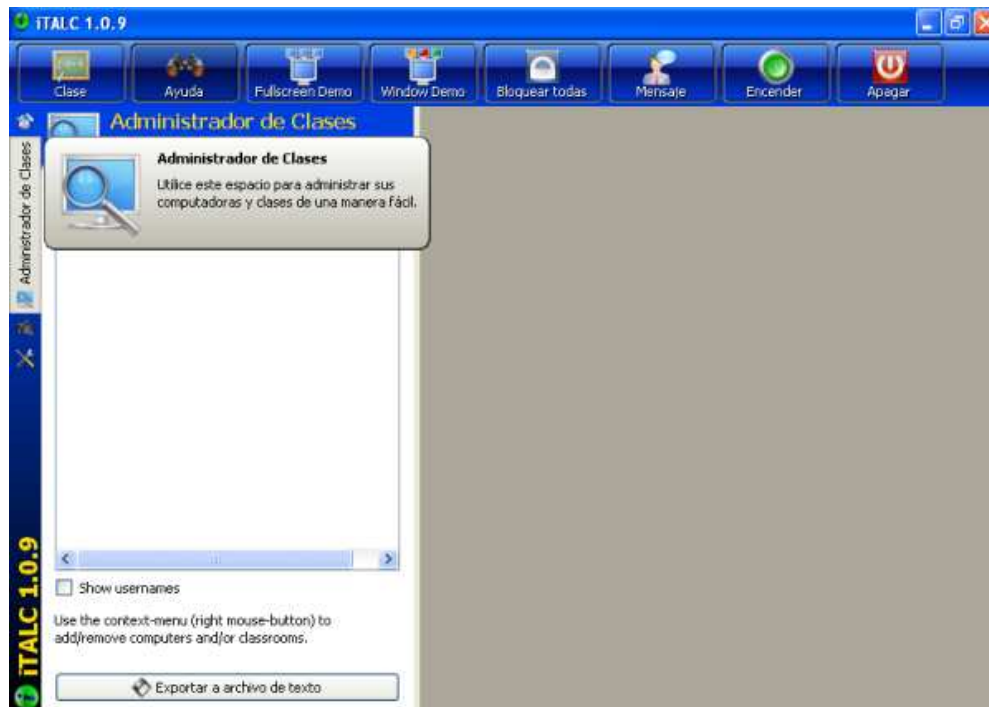 iTALC 1.0.9
Clase
Ayuda
Fullscreen Demo
Window Demo
Bloquear todas
Mensaje
Encender
Apagar
Administrador de Clases
Administrador de Clases
Administrador de Clases
Utilice este espacio para administrar sus
computadoras y clases de una manera fácil.
Show usernames
Use the context-menu (right mouse-button) to
add/remove computers and/or classrooms.
Exportar a archivo de texto
iTALC 1.0.9